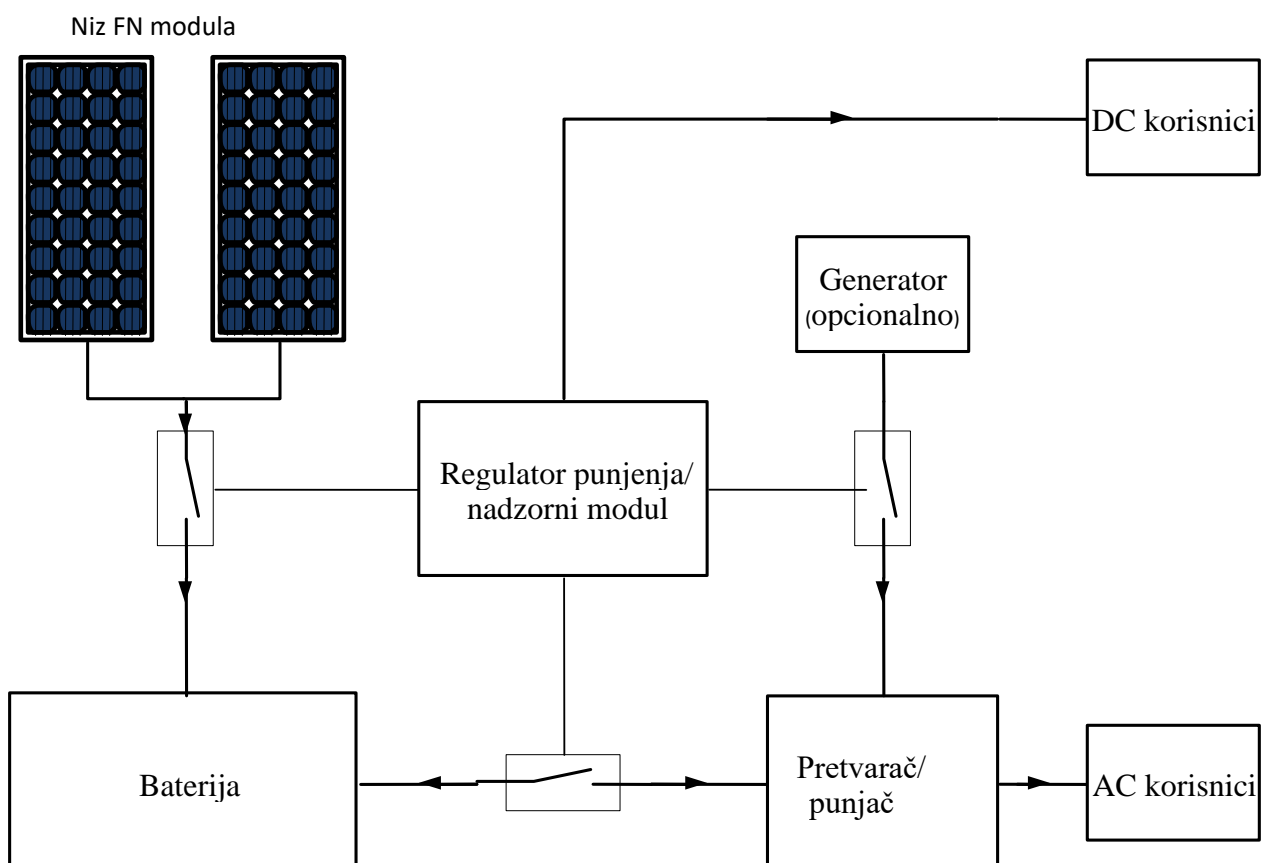 Niz FN modula
DC korisnici
Generator
(opcionalno)
Regulator punjenja/
nadzorni modul
Baterija
Pretvarač/
punjač
AC korisnici